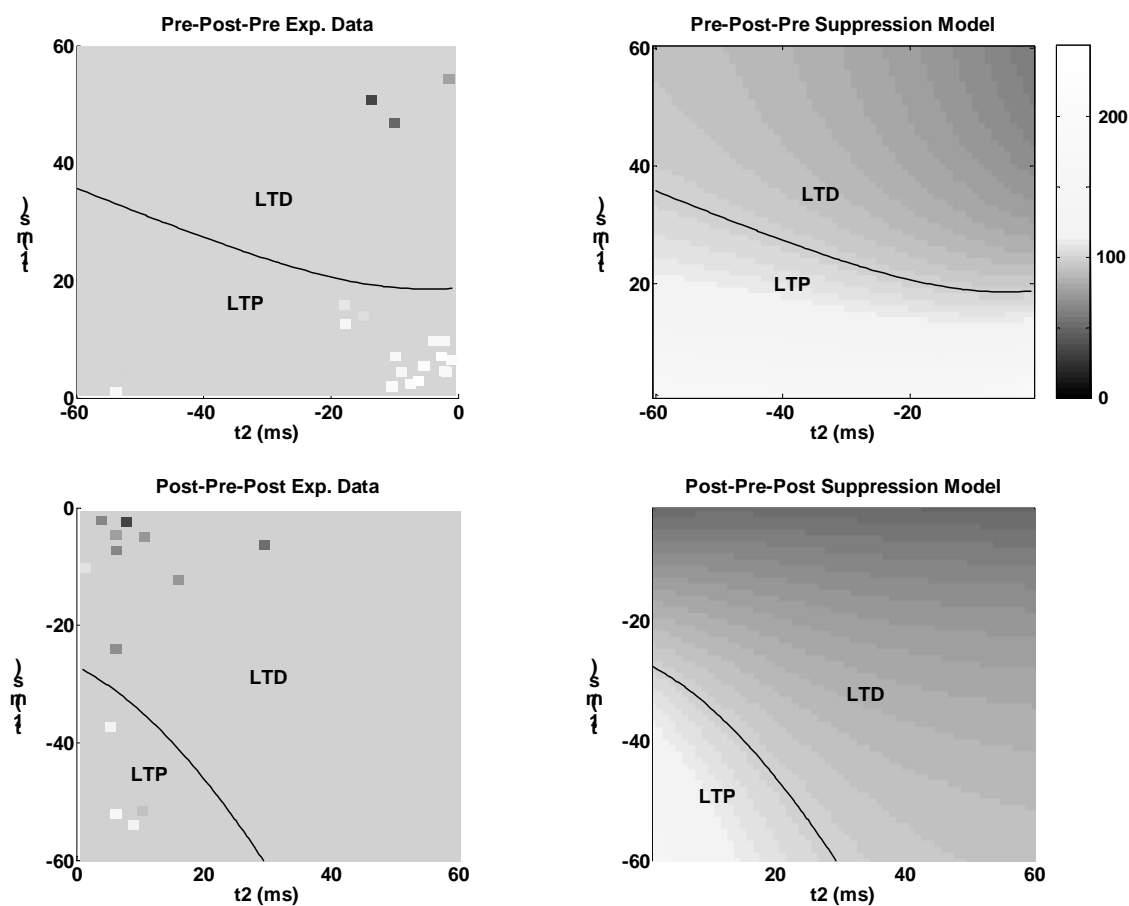 Pre-Post-Pre Exp. Data
60
40
20
0
LTD
LTP
-60
-40
-20
0
t2 (ms)
Pre-Post-Pre Suppression Model
60
40
20
LTD
LTP
-60
-40
-20
t2 (ms)
200
100
0
Post-Pre-Post Exp. Data
0
-20
-40
-60
LTD
LTP
0
20
40
60
t2 (ms)
Post-Pre-Post Suppression Model
-20
-40
-60
LTD
LTP
20
40
60
t2 (ms)